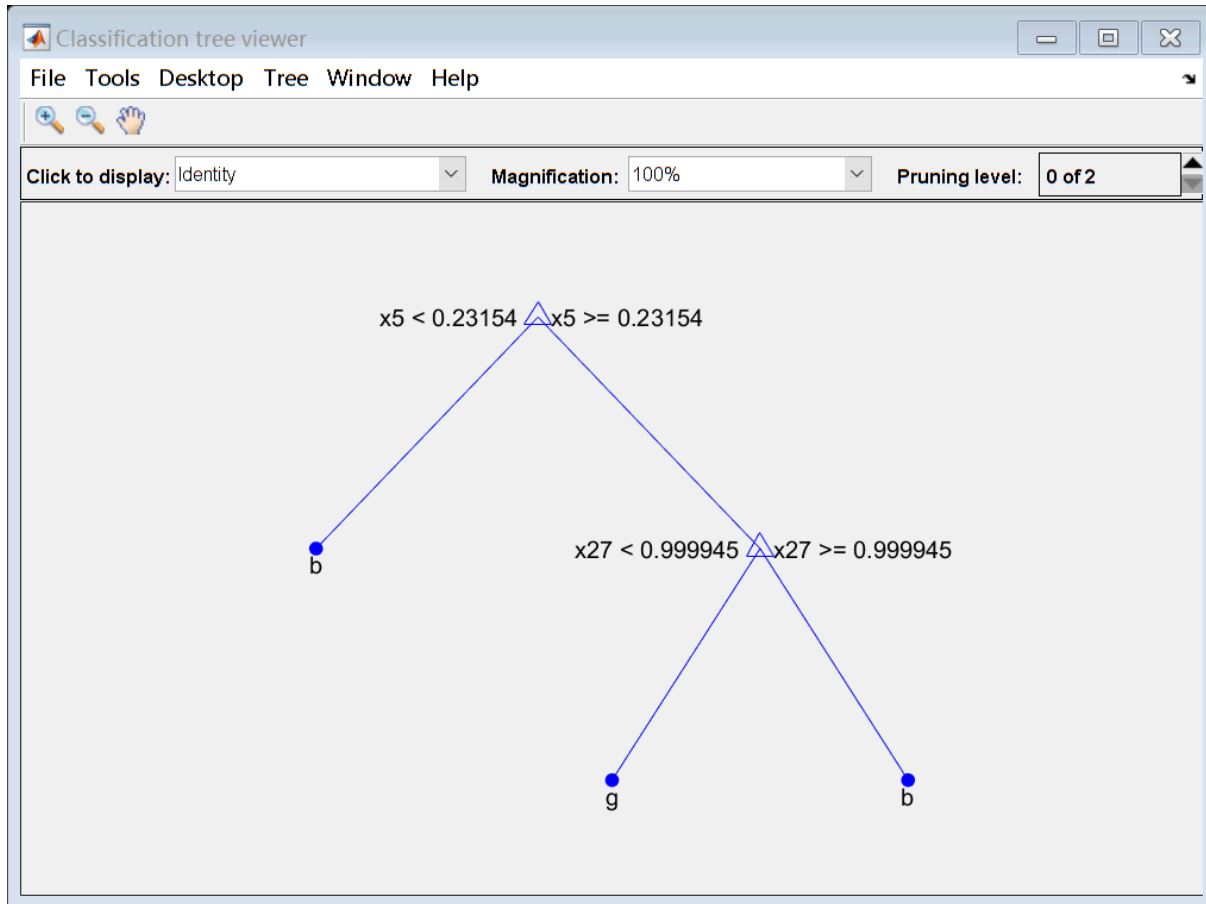 Classification tree viewer
File Tools Desktop Tree Window Help
Click to display: Identity Magnification: 100% Pruning level: 0 of 2
x5 < 0.23154 x5 >= 0.23154
b
x27 < 0.999945 x27 >= 0.999945
g
b